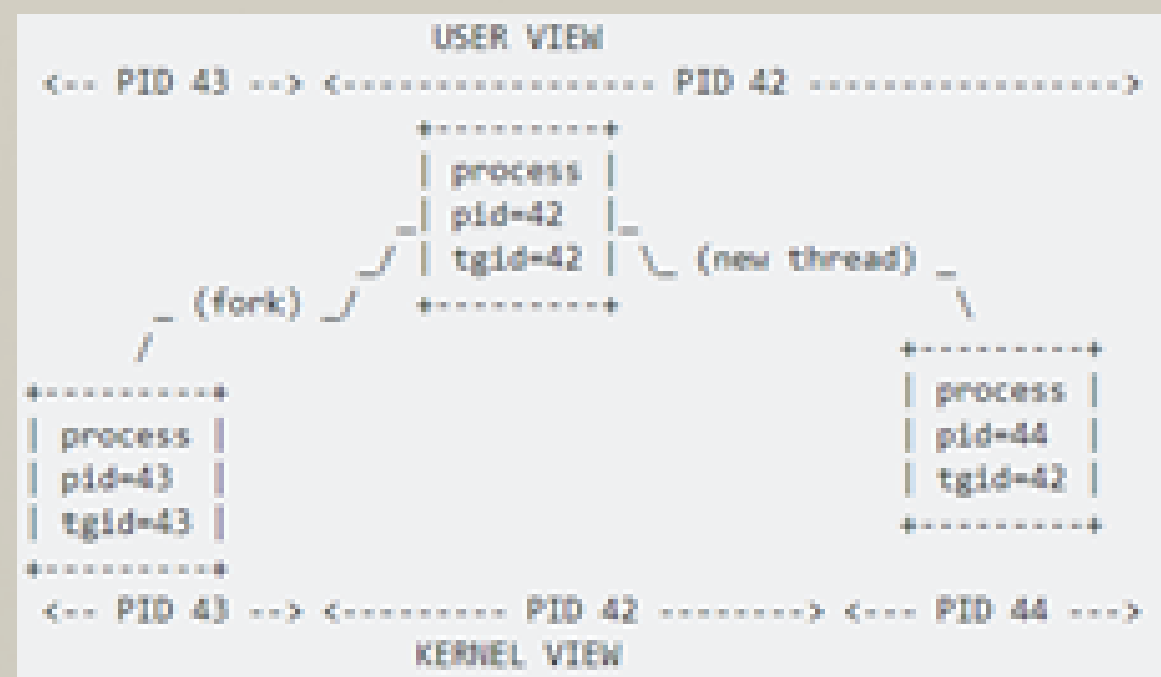 USER VIEW
<-- PID 43 --> <----------------- PID 42 ----------------->
+---------+
| process |
_| pid=42 |_
_/ | tgid=42 | \_ (new thread) _
_ (fork) _/ +---------+ \
/ +---------+
+---------+ | process |
| process | | pid=44 |
| pid=43 | | tgid=42 |
| tgid=43 | +---------+
+---------+
<-- PID 43 --> <--------- PID 42 --------> <--- PID 44 --->
KERNEL VIEW